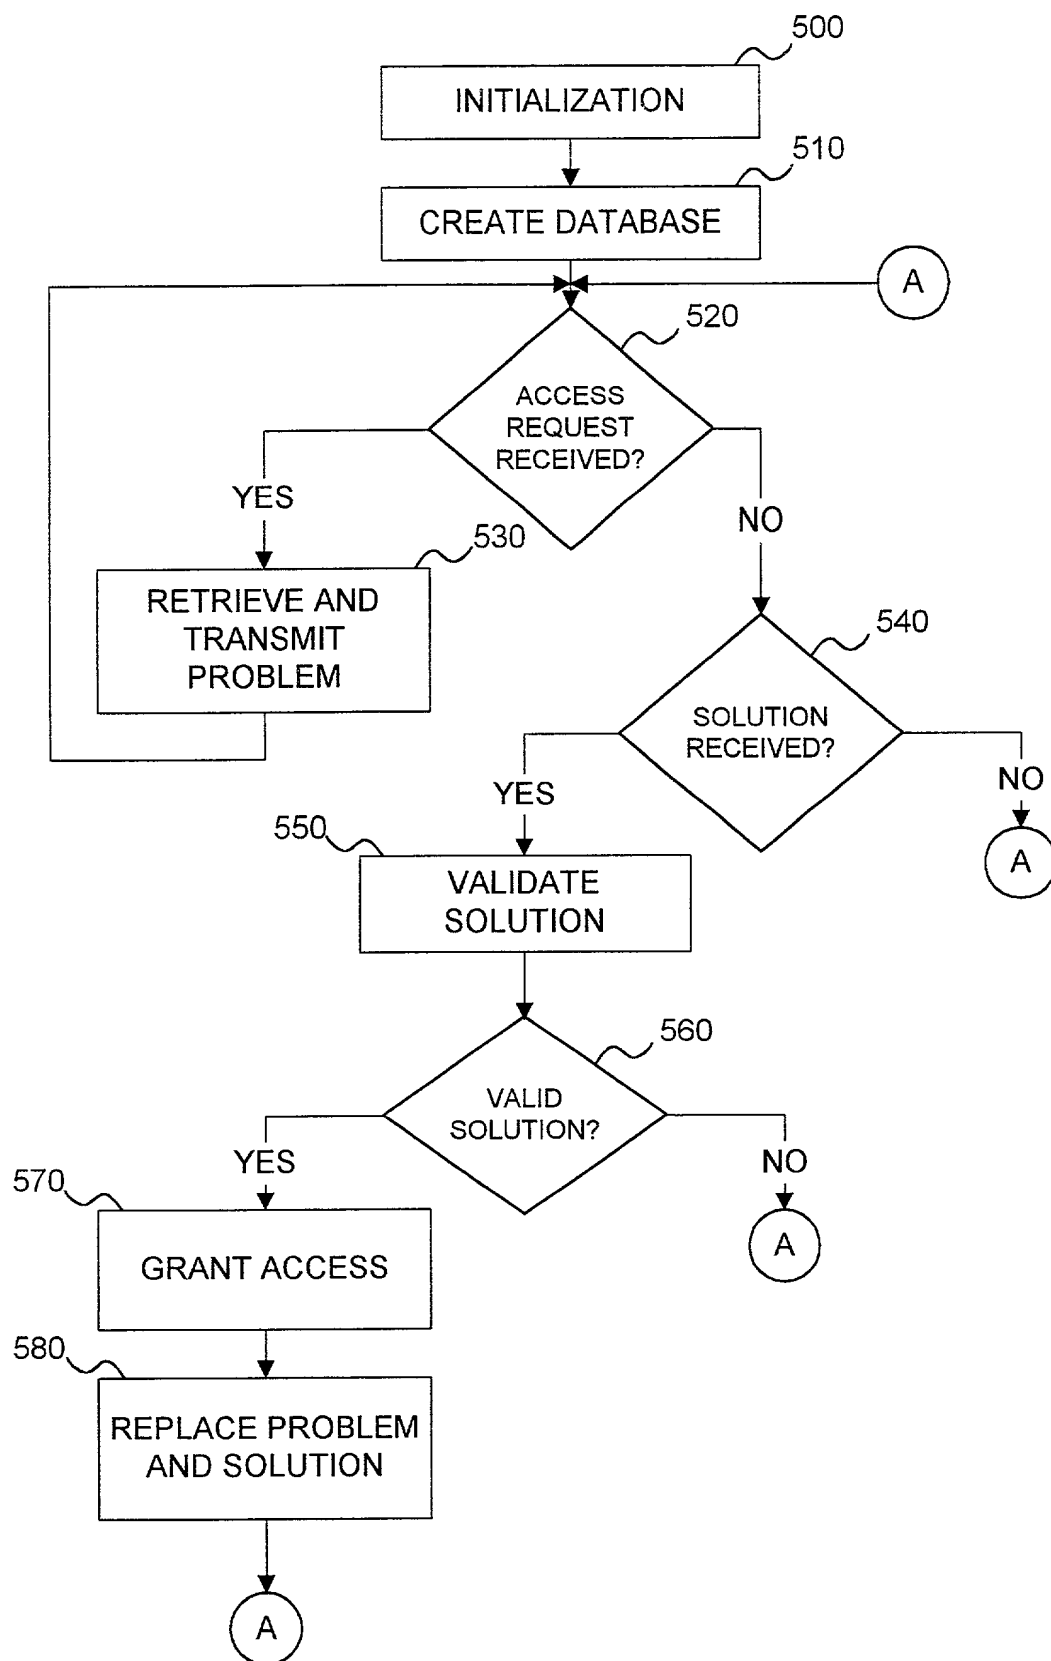 500
INITIALIZATION
510
CREATE DATABASE
A
520
ACCESS
REQUEST
RECEIVED?
YES
NO
530
RETRIEVE AND
TRANSMIT
PROBLEM
540
SOLUTION
RECEIVED?
YES
NO
A
550
VALIDATE
SOLUTION
560
VALID
SOLUTION?
YES
NO
A
570
GRANT ACCESS
580
REPLACE PROBLEM
AND SOLUTION
A